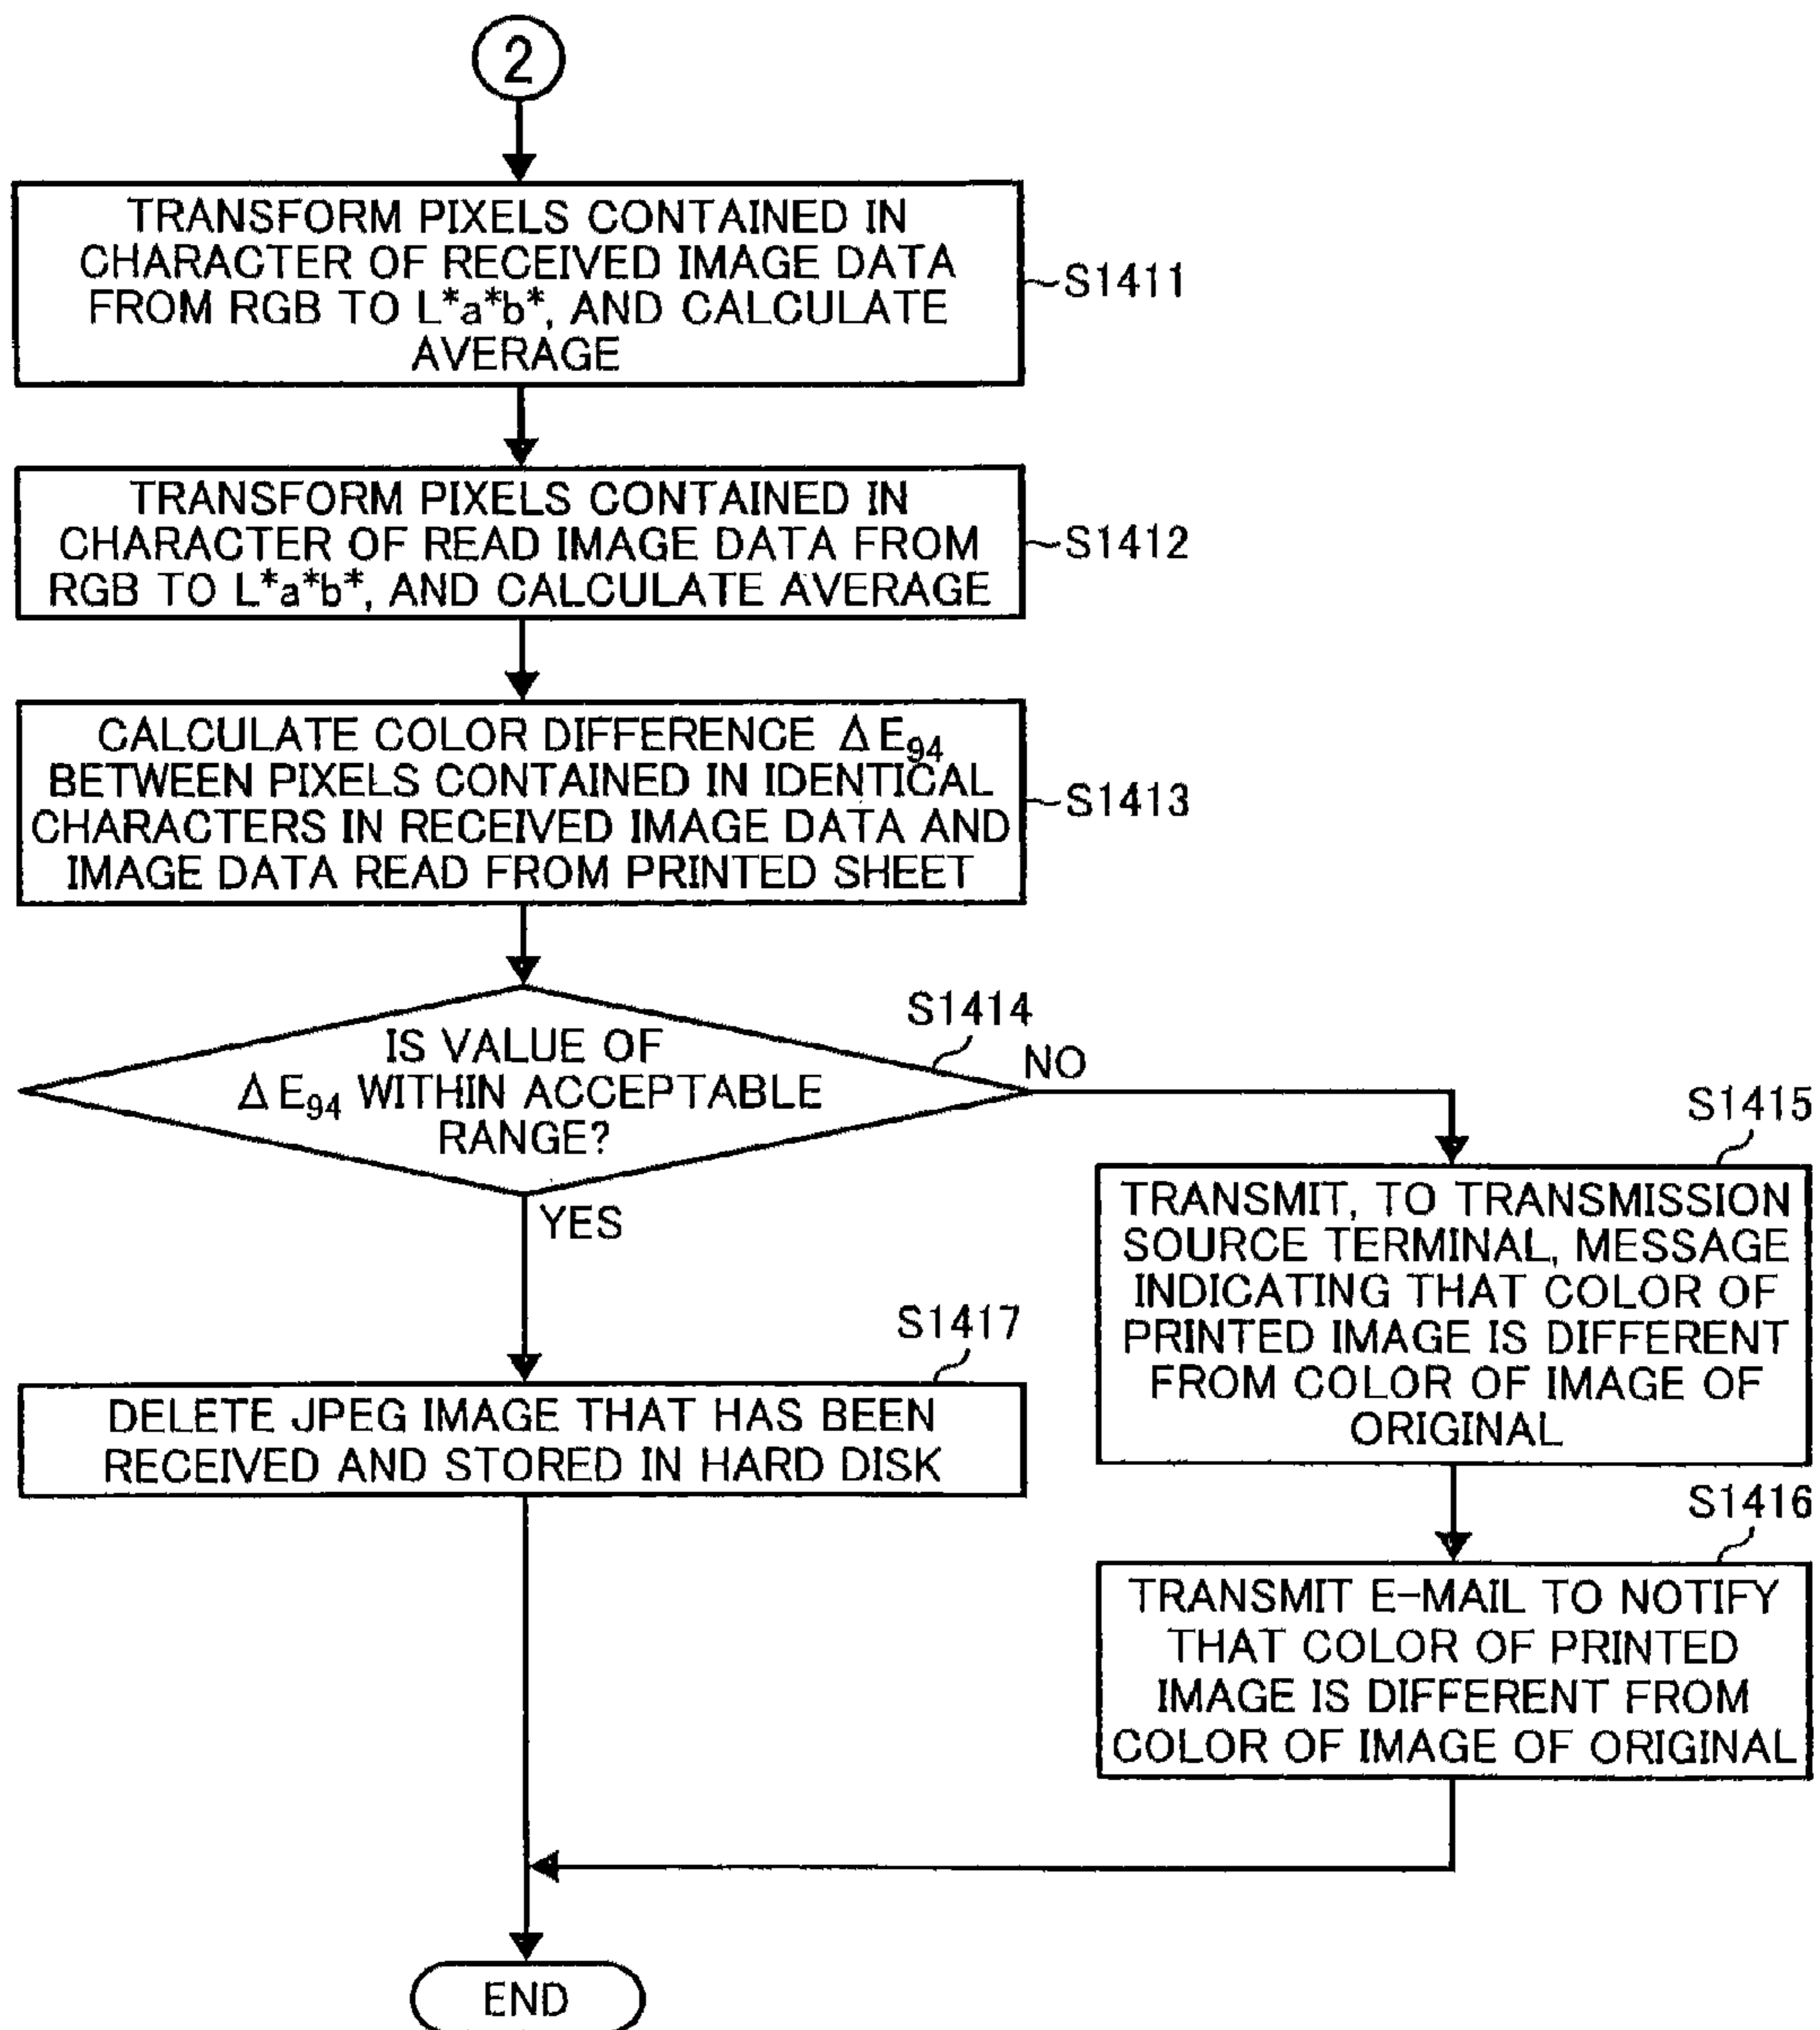 2
TRANSFORM PIXELS CONTAINED IN
CHARACTER OF RECEIVED IMAGE DATA
FROM RGB TO L*a*b*, AND CALCULATE
AVERAGE
S1411
TRANSFORM PIXELS CONTAINED IN
CHARACTER OF READ IMAGE DATA FROM
RGB TO L*a*b*, AND CALCULATE AVERAGE
S1412
CALCULATE COLOR DIFFERENCE ΔE94
BETWEEN PIXELS CONTAINED IN IDENTICAL
CHARACTERS IN RECEIVED IMAGE DATA AND
IMAGE DATA READ FROM PRINTED SHEET
S1413
S1414
IS VALUE OF
ΔE94 WITHIN ACCEPTABLE
RANGE?
NO
YES
S1415
TRANSMIT, TO TRANSMISSION
SOURCE TERMINAL, MESSAGE
INDICATING THAT COLOR OF
PRINTED IMAGE IS DIFFERENT
FROM COLOR OF IMAGE OF
ORIGINAL
S1417
DELETE JPEG IMAGE THAT HAS BEEN
RECEIVED AND STORED IN HARD DISK
S1416
TRANSMIT E-MAIL TO NOTIFY
THAT COLOR OF PRINTED
IMAGE IS DIFFERENT FROM
COLOR OF IMAGE OF ORIGINAL
END